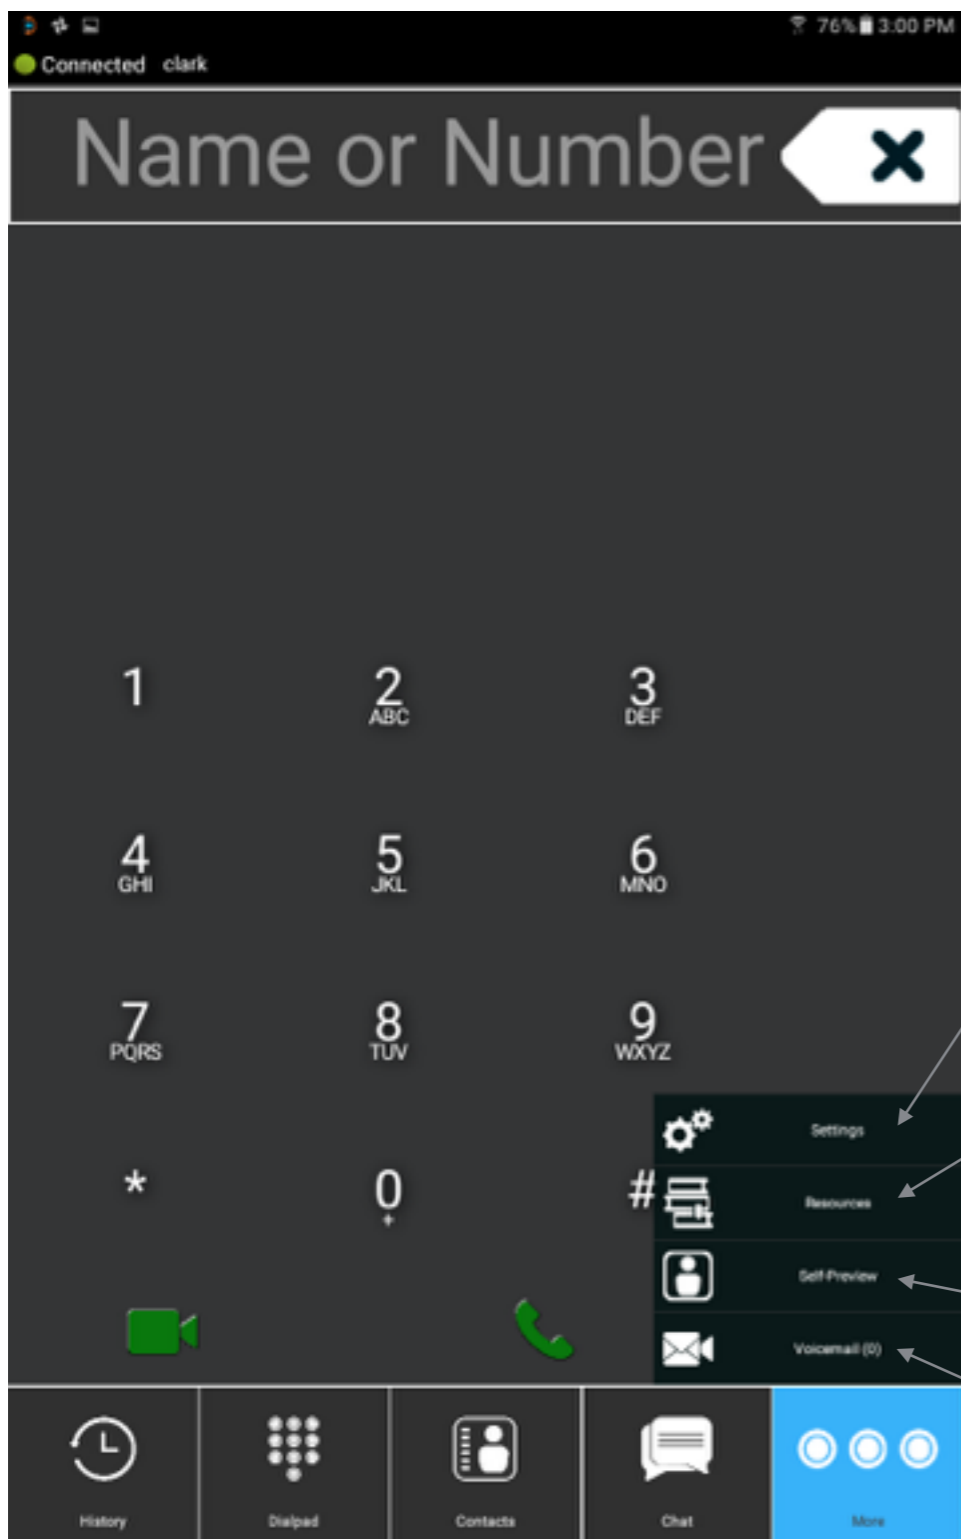 76% 3:00 PM
Connected clark
Name or Number
1 2 3
ABC DEF
4 5 6
GHI JKL MNO
7 8 9
PQRS TUV WXYZ
Settings
* 0 #
+
Resources
Self-Preview
Voicemail (0)
History Dialpad Contacts Chat More